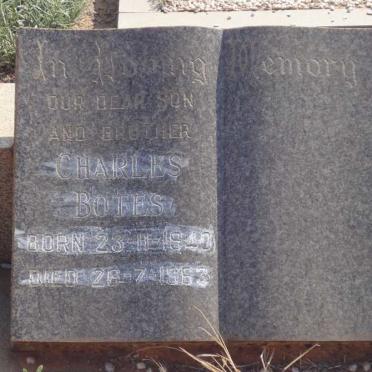 In Loving Memory
OUR DEAR SON
AND BROTHER
CHARLES
BOTES
BORN 23-11-1940
DIED 26-7-1963